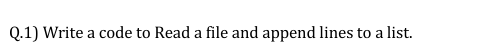 Q.1) Write a code to Read a file and append lines to a list.